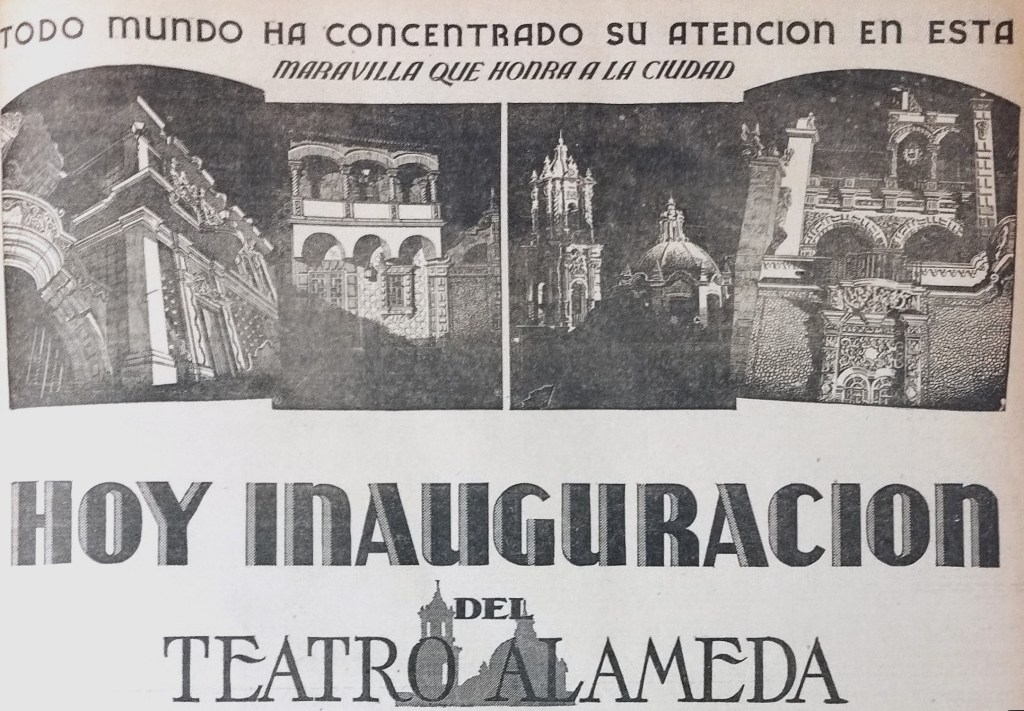 TODO MUNDO HA CONCENTRADO SU ATENCION EN ESTA
MARAVILLA QUE HONRA A LA CIUDAD
HOY INAUGURACION
DEL
TEATRO ALAMEDA